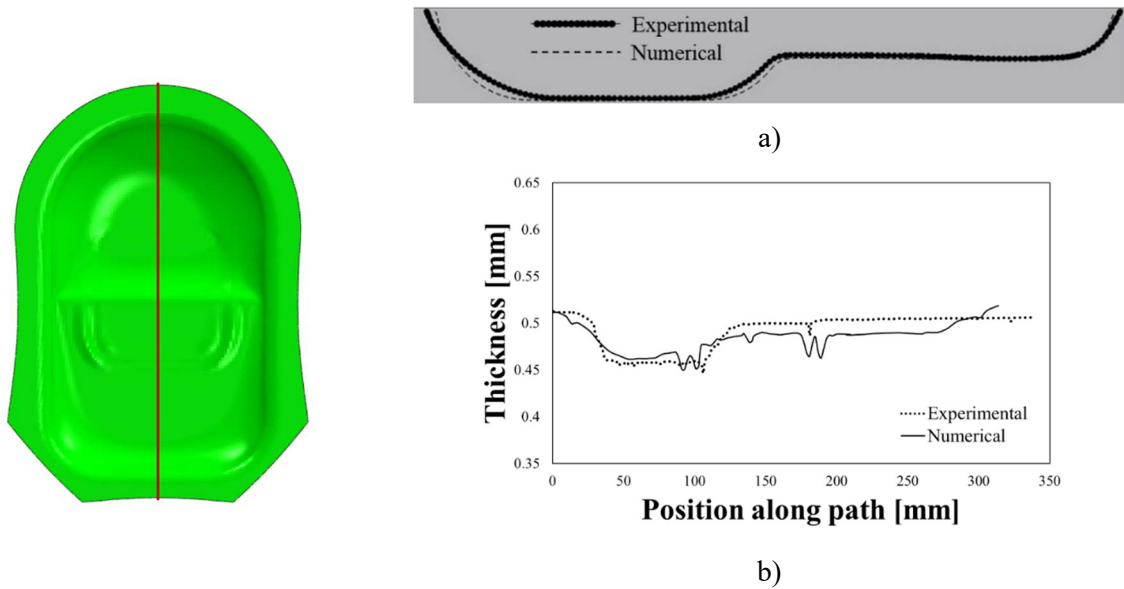 Experimental
Numerical
a)
0.65
0.6
0.55
0.5
0.45
0.4
0.35
Thickness [mm]
Experimental
Numerical
0 50 100 150 200 250 300 350
Position along path [mm]
b)